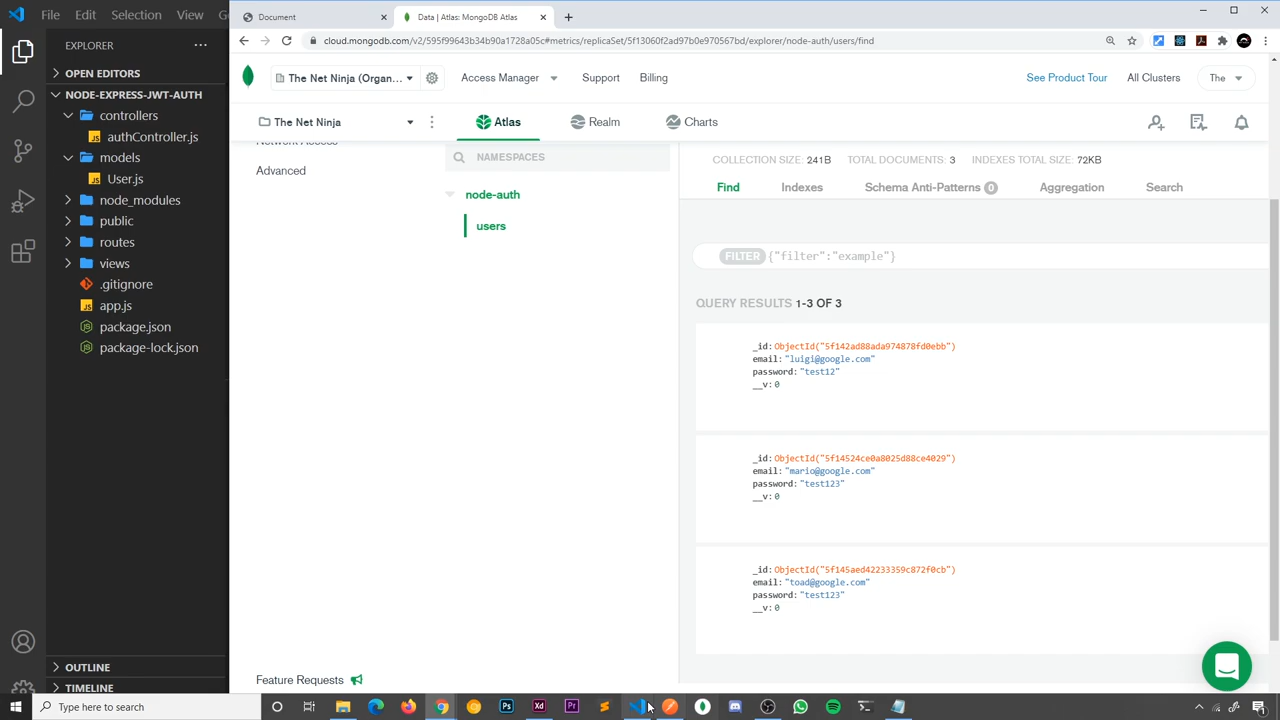 File Edit Selection View G
EXPLORER
OPEN EDITORS
NODE-EXPRESS-JWT-AUTH
controllers
JS authController.js
models
JS User.js
node_modules
public
routes
views
.gitignore
JS app.js
package.json
package-lock.json
OUTLINE
TIMELINE
Document
Data | Atlas: MongoDB Atlas
cloud.mongodb.com/v2/595f99643b34b90a1728a05c#metrics/replicaSet/5f13060f2ad97b0e970567bd/explorer/node-auth/users/find
The Net Ninja (Organ...
Access Manager
Support
Billing
See Product Tour
All Clusters
The
The Net Ninja
Atlas
Realm
Charts
Advanced
NAMESPACES
node-auth
users
COLLECTION SIZE: 241B TOTAL DOCUMENTS: 3 INDEXES TOTAL SIZE: 72KB
Find Indexes Schema Anti-Patterns 0 Aggregation Search
FILTER {"filter":"example"}
QUERY RESULTS 1-3 OF 3
_id:ObjectId("5f142ad88ada974878fd0ebb")
email:"luigi@google.com"
password:"test12"
__v:0
_id:ObjectId("5f14524ce0a8025d88ce4029")
email:"mario@google.com"
password:"test123"
__v:0
_id:ObjectId("5f145aed42233359c872f0cb")
email:"toad@google.com"
password:"test123"
__v:0
Feature Requests
Type here to search
Ps
Xd
Pr